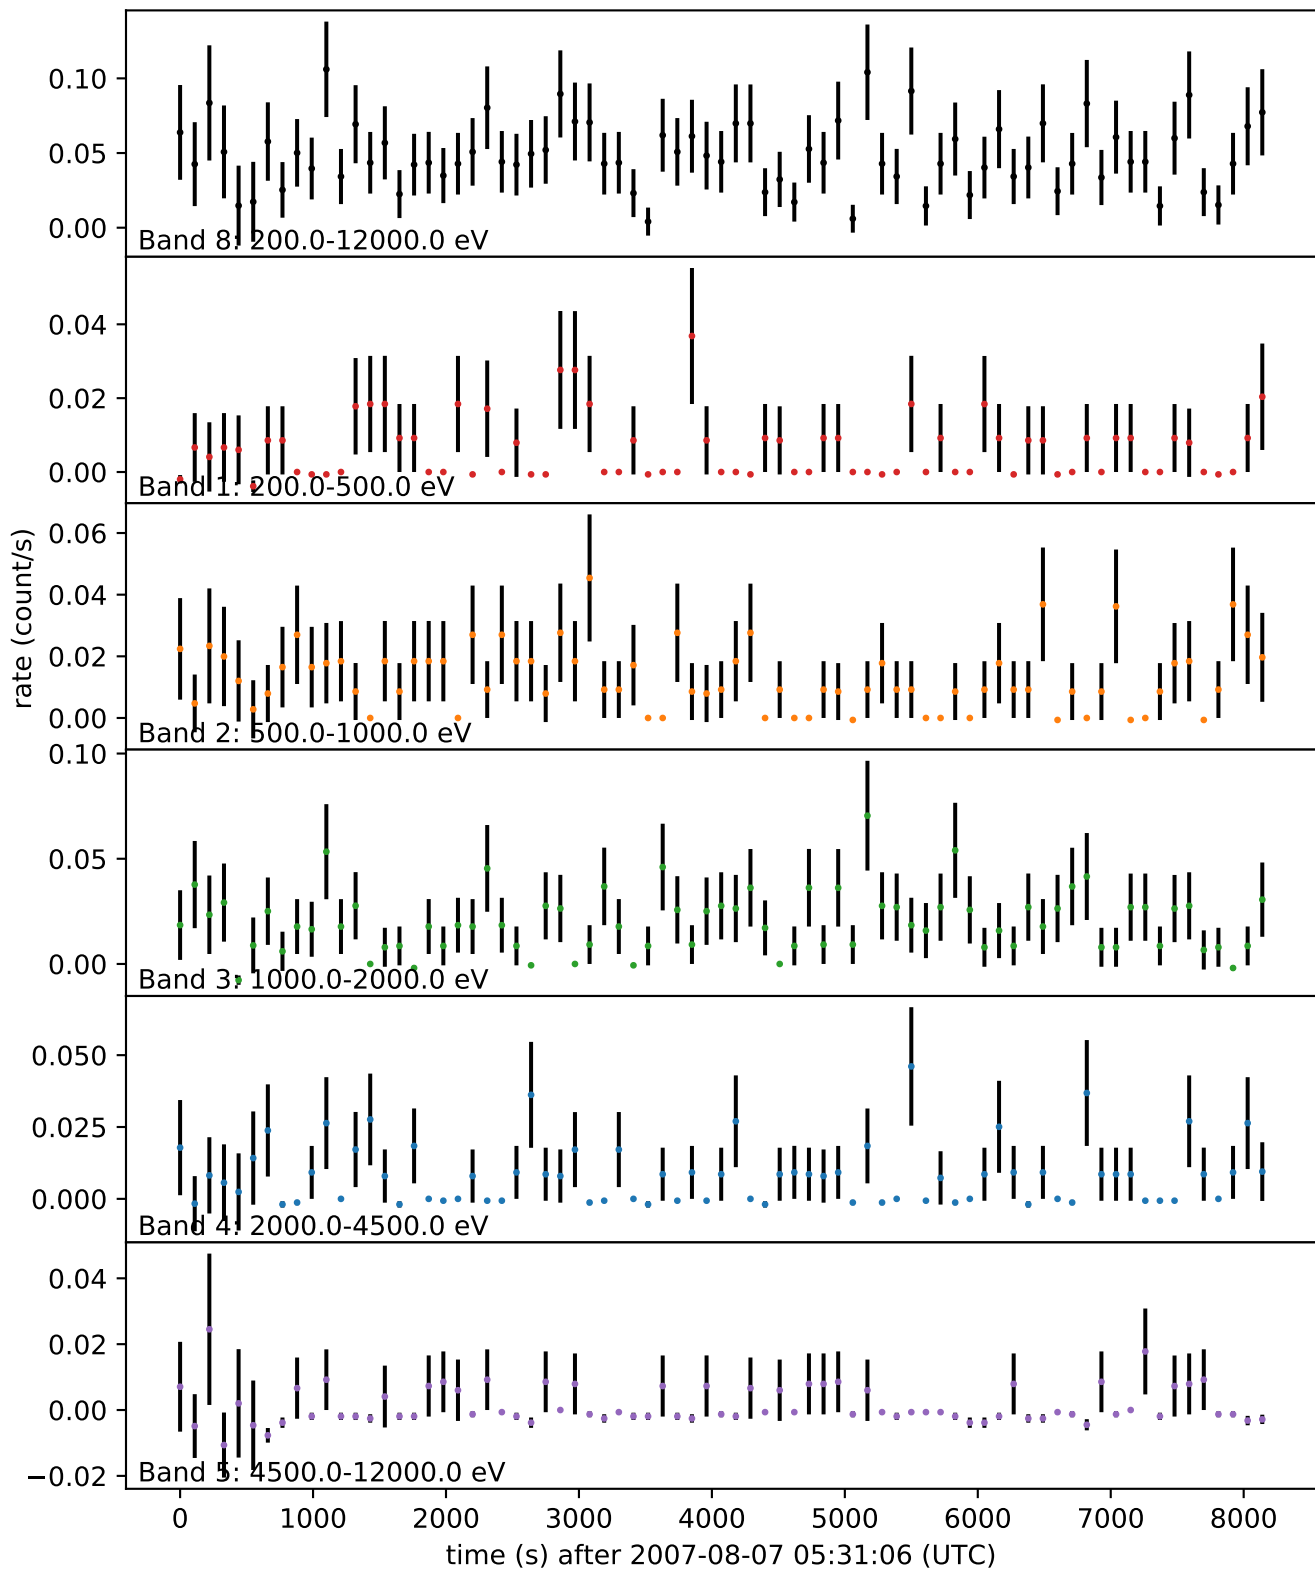 0.10
0.05
0.00
Band 8: 200.0-12000.0 eV
0.04
0.02
0.00
Band 1: 200.0-500.0 eV
rate (count/s)
0.06
0.04
0.02
0.00
Band 2: 500.0-1000.0 eV
0.10
0.05
0.00
Band 3: 1000.0-2000.0 eV
0.050
0.025
0.000
Band 4: 2000.0-4500.0 eV
0.04
0.02
0.00
−0.02
Band 5: 4500.0-12000.0 eV
0 1000 2000 3000 4000 5000 6000 7000 8000
time (s) after 2007-08-07 05:31:06 (UTC)